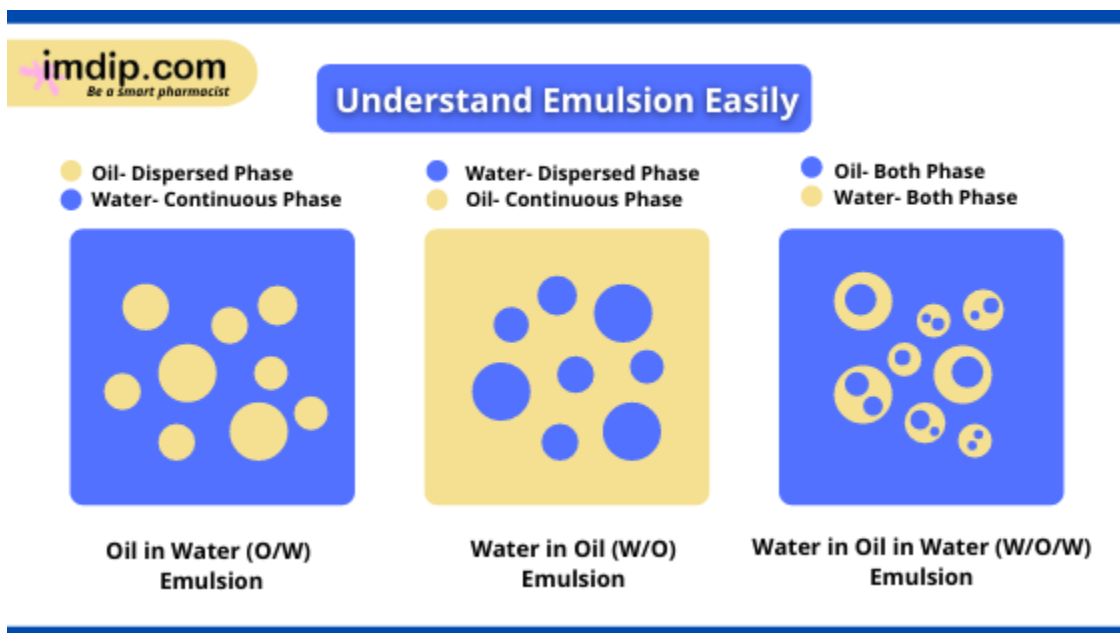 imdip.com
Be a smart pharmacist
Understand Emulsion Easily
Oil- Dispersed Phase
Water- Continuous Phase
Water- Dispersed Phase
Oil- Continuous Phase
Oil- Both Phase
Water- Both Phase
Oil in Water (O/W)
Emulsion
Water in Oil (W/O)
Emulsion
Water in Oil in Water (W/O/W)
Emulsion